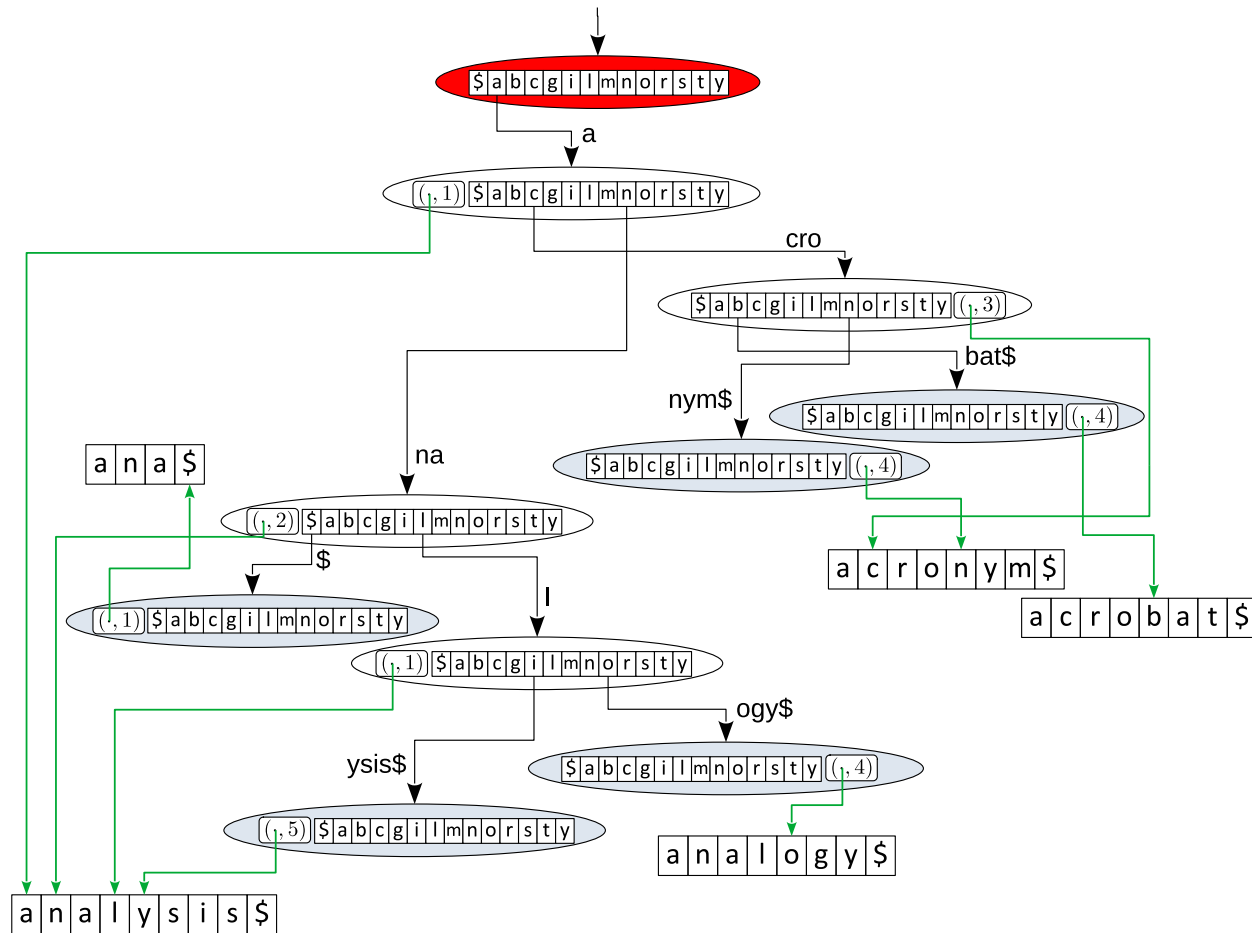 $abcgilmnorsty
a
(,1) $abcgilmnorsty
cro
$abcgilmnorsty (,3)
bat$
nym$
$abcgilmnorsty (,4)
ana$
na
$abcgilmnorsty (,4)
(,2) $abcgilmnorsty
$
acronym$
l
(,1) $abcgilmnorsty
acrobat$
(,1) $abcgilmnorsty
ogy$
ysis$
$abcgilmnorsty (,4)
(,5) $abcgilmnorsty
analogy$
analysis$